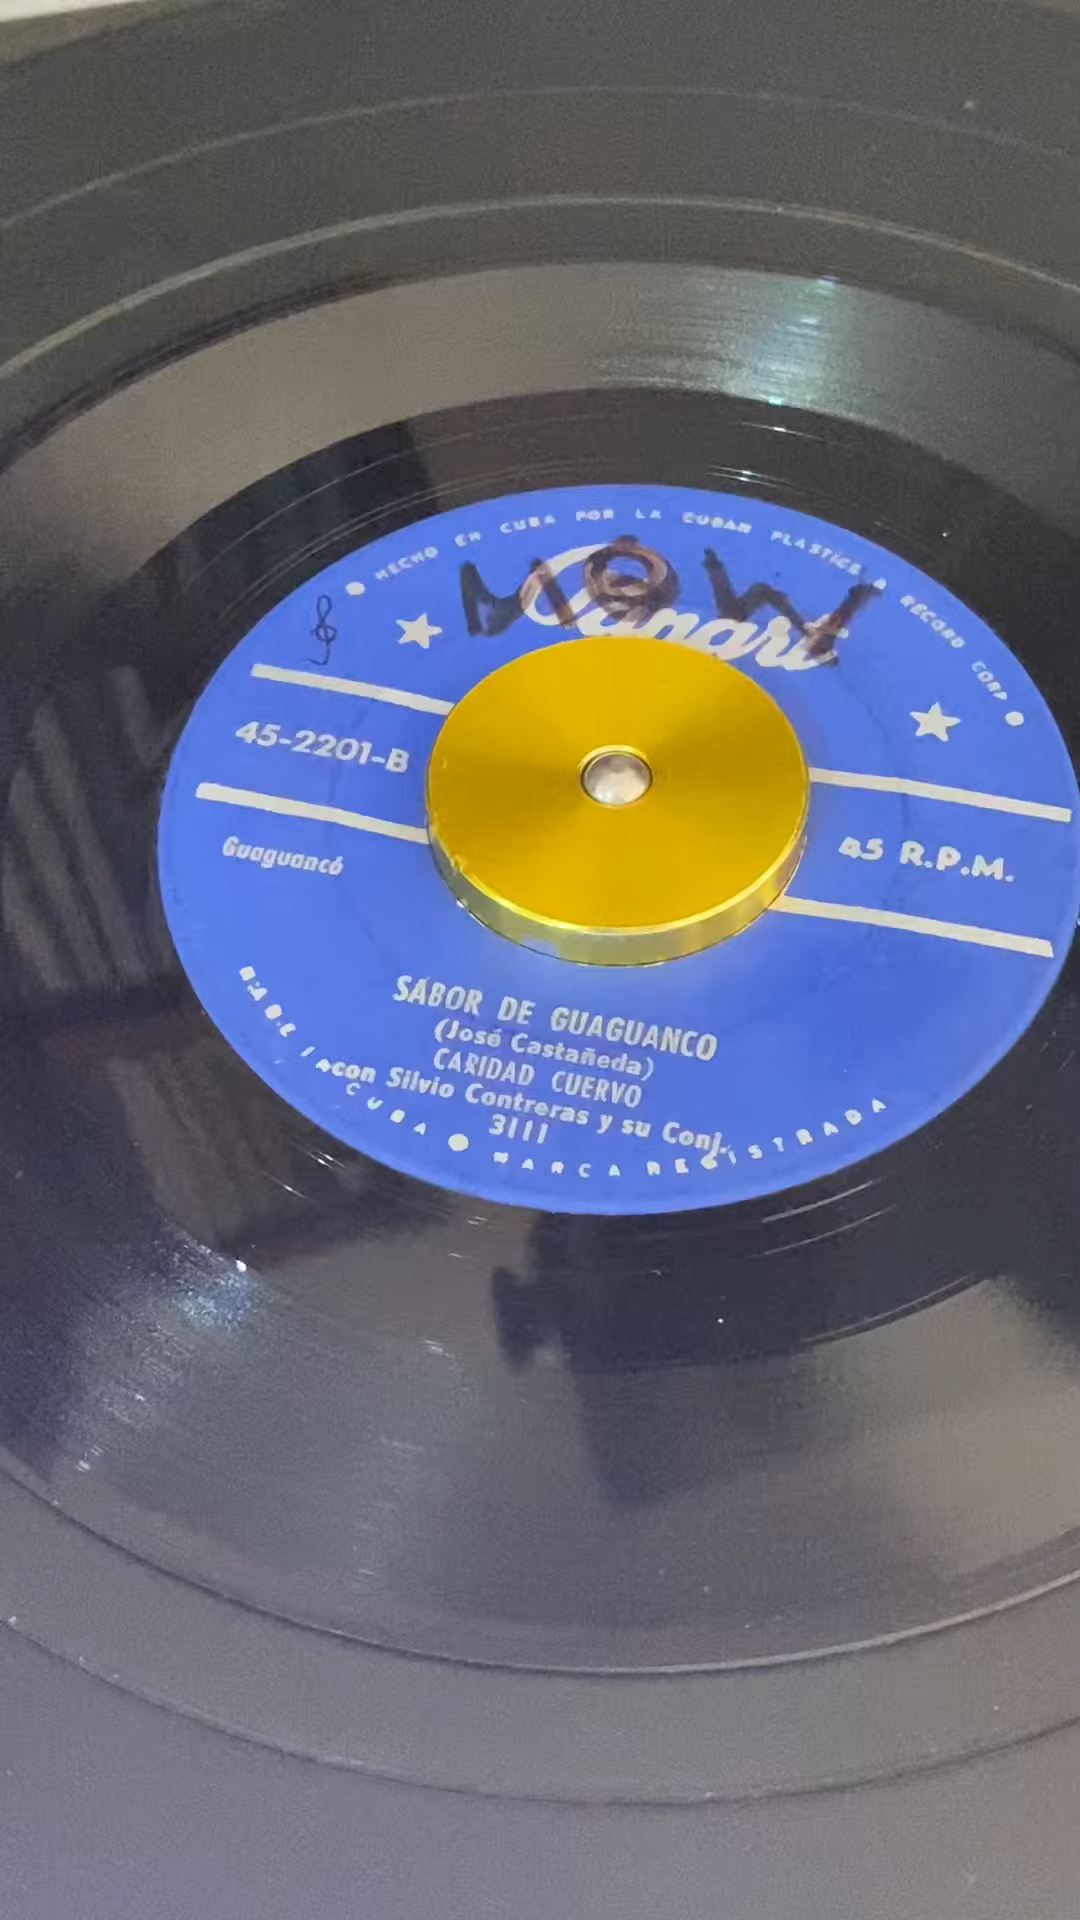 HECHO EN CUBA POR LA CUBAN PLASTICS & RECORD CORP
Panart
45-2201-B
45 R.P.M.
Guaguancó
SABOR DE GUAGUANCO
(José Castañeda)
CARIDAD CUERVO
con Silvio Contreras y su Conj.
3111
CUBA • MARCA REGISTRADA